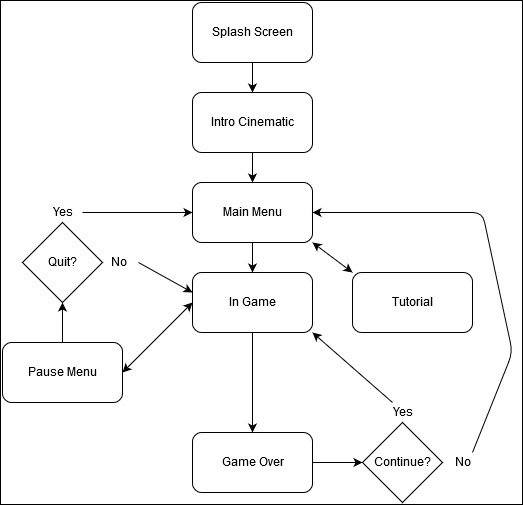 Splash Screen
Intro Cinematic
Yes
Main Menu
Quit?
No
In Game
Tutorial
Pause Menu
Yes
Game Over
Continue?
No